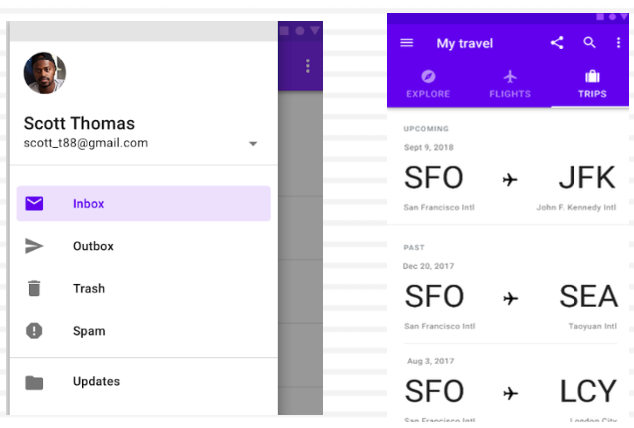 Scott Thomas
scott_t88@gmail.com
Inbox
Outbox
Trash
Spam
Updates
My travel
EXPLORE FLIGHTS TRIPS
UPCOMING
Sept 9, 2018
SFO JFK
San Francisco Intl John F. Kennedy Intl
PAST
Dec 20, 2017
SFO SEA
San Francisco Intl Taoyuan Intl
Aug 3, 2017
SFO LCY
San Francisco Intl London City